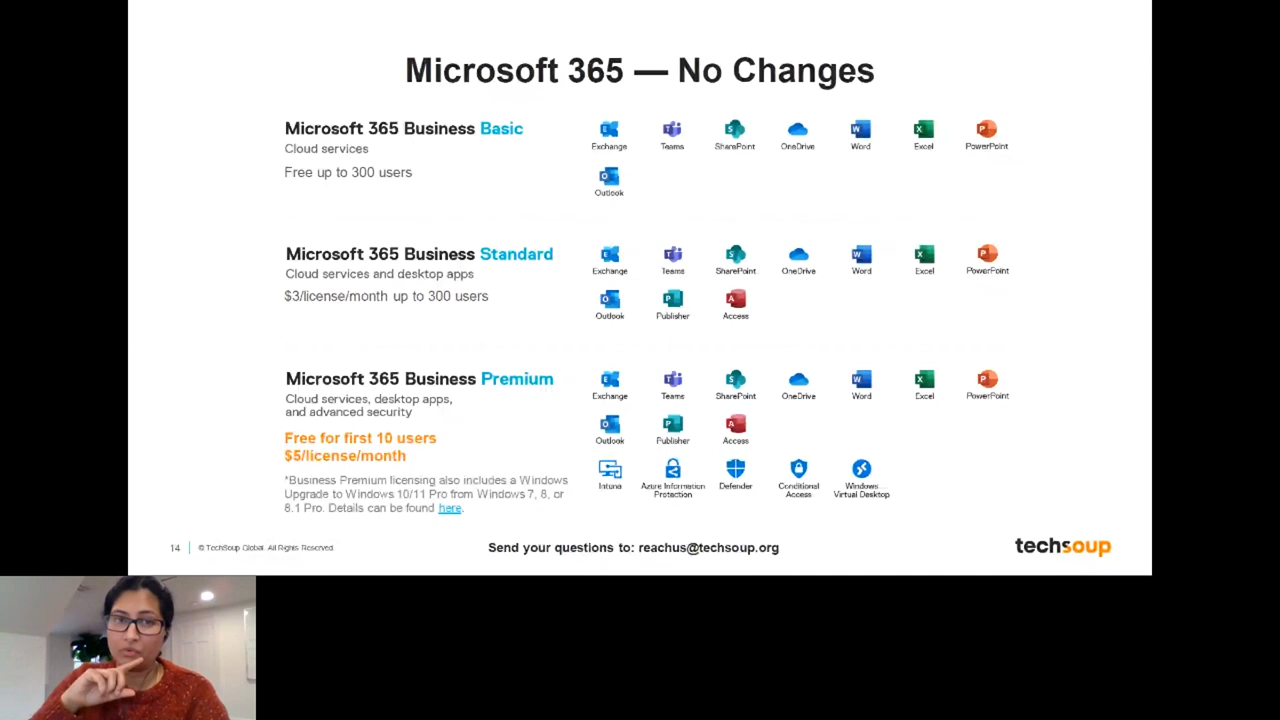 Microsoft 365 — No Changes
Microsoft 365 Business Basic
Cloud services
Free up to 300 users
Exchange Teams SharePoint OneDrive Word Excel PowerPoint
Outlook
Microsoft 365 Business Standard
Cloud services and desktop apps
$3/license/month up to 300 users
Exchange Teams SharePoint OneDrive Word Excel PowerPoint
Outlook Publisher Access
Microsoft 365 Business Premium
Cloud services, desktop apps,
and advanced security
Free for first 10 users
$5/license/month
*Business Premium licensing also includes a Windows
Upgrade to Windows 10/11 Pro from Windows 7, 8, or
8.1 Pro. Details can be found here.
Exchange Teams SharePoint OneDrive Word Excel PowerPoint
Outlook Publisher Access
Intune Azure Information Defender Conditional Windows
Protection Access Virtual Desktop
14 © TechSoup Global. All Rights Reserved.
Send your questions to: reachus@techsoup.org
techsoup